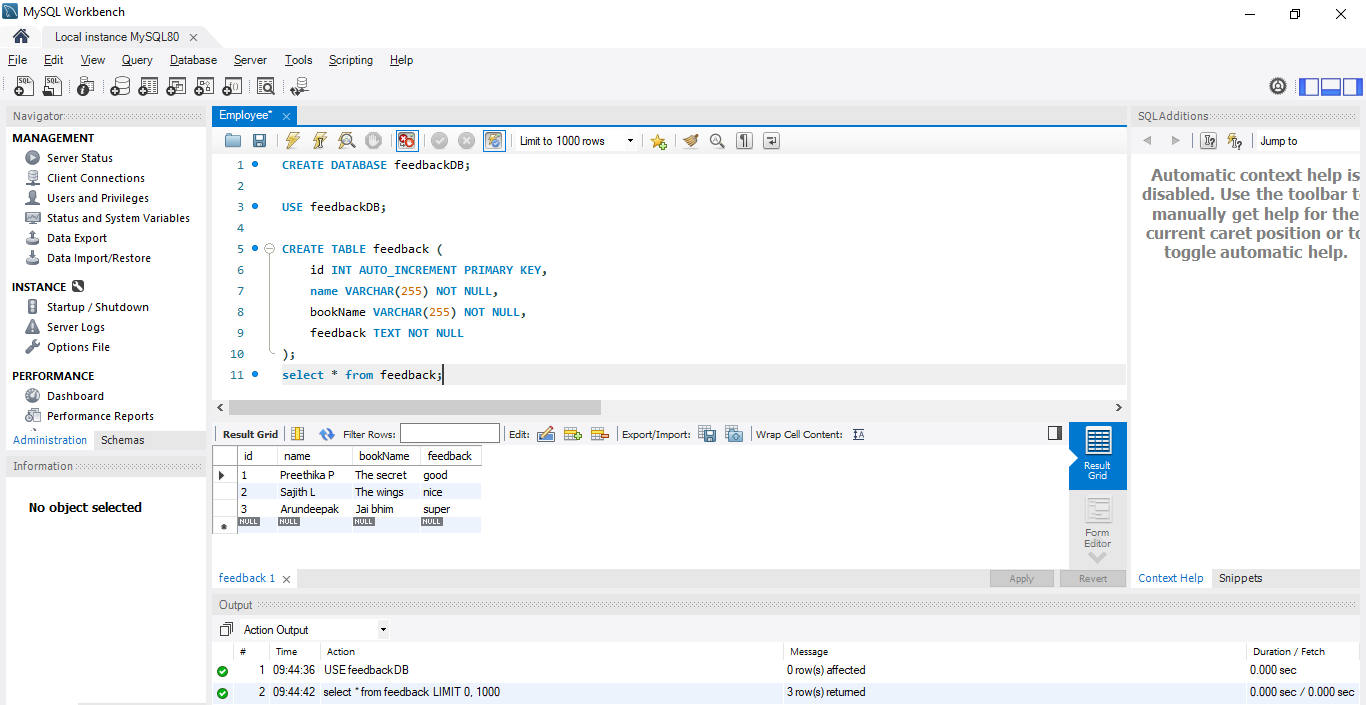 MySQL Workbench
Local instance MySQL80
File Edit View Query Database Server Tools Scripting Help
Navigator
MANAGEMENT
Server Status
Client Connections
Users and Privileges
Status and System Variables
Data Export
Data Import/Restore
INSTANCE
Startup / Shutdown
Server Logs
Options File
PERFORMANCE
Dashboard
Performance Reports
Administration Schemas
Information
No object selected
Employee*
Limit to 1000 rows
1 CREATE DATABASE feedbackDB;
2
3 USE feedbackDB;
4
5 CREATE TABLE feedback (
6 id INT AUTO_INCREMENT PRIMARY KEY,
7 name VARCHAR(255) NOT NULL,
8 bookName VARCHAR(255) NOT NULL,
9 feedback TEXT NOT NULL
10 );
11 select * from feedback;
Result Grid Filter Rows: Edit: Export/Import: Wrap Cell Content:
id name bookName feedback
1 Preethika P The secret good
2 Sajith L The wings nice
3 Arundeepak Jai bhim super
NULL NULL NULL NULL
Result
Grid
Form
Editor
feedback 1
Apply Revert
SQLAdditions
Jump to
Automatic context help is
disabled. Use the toolbar t
manually get help for the
current caret position or to
toggle automatic help.
Context Help Snippets
Output
Action Output
# Time Action Message Duration / Fetch
1 09:44:36 USE feedbackDB 0 row(s) affected 0.000 sec
2 09:44:42 select * from feedback LIMIT 0, 1000 3 row(s) returned 0.000 sec / 0.000 sec